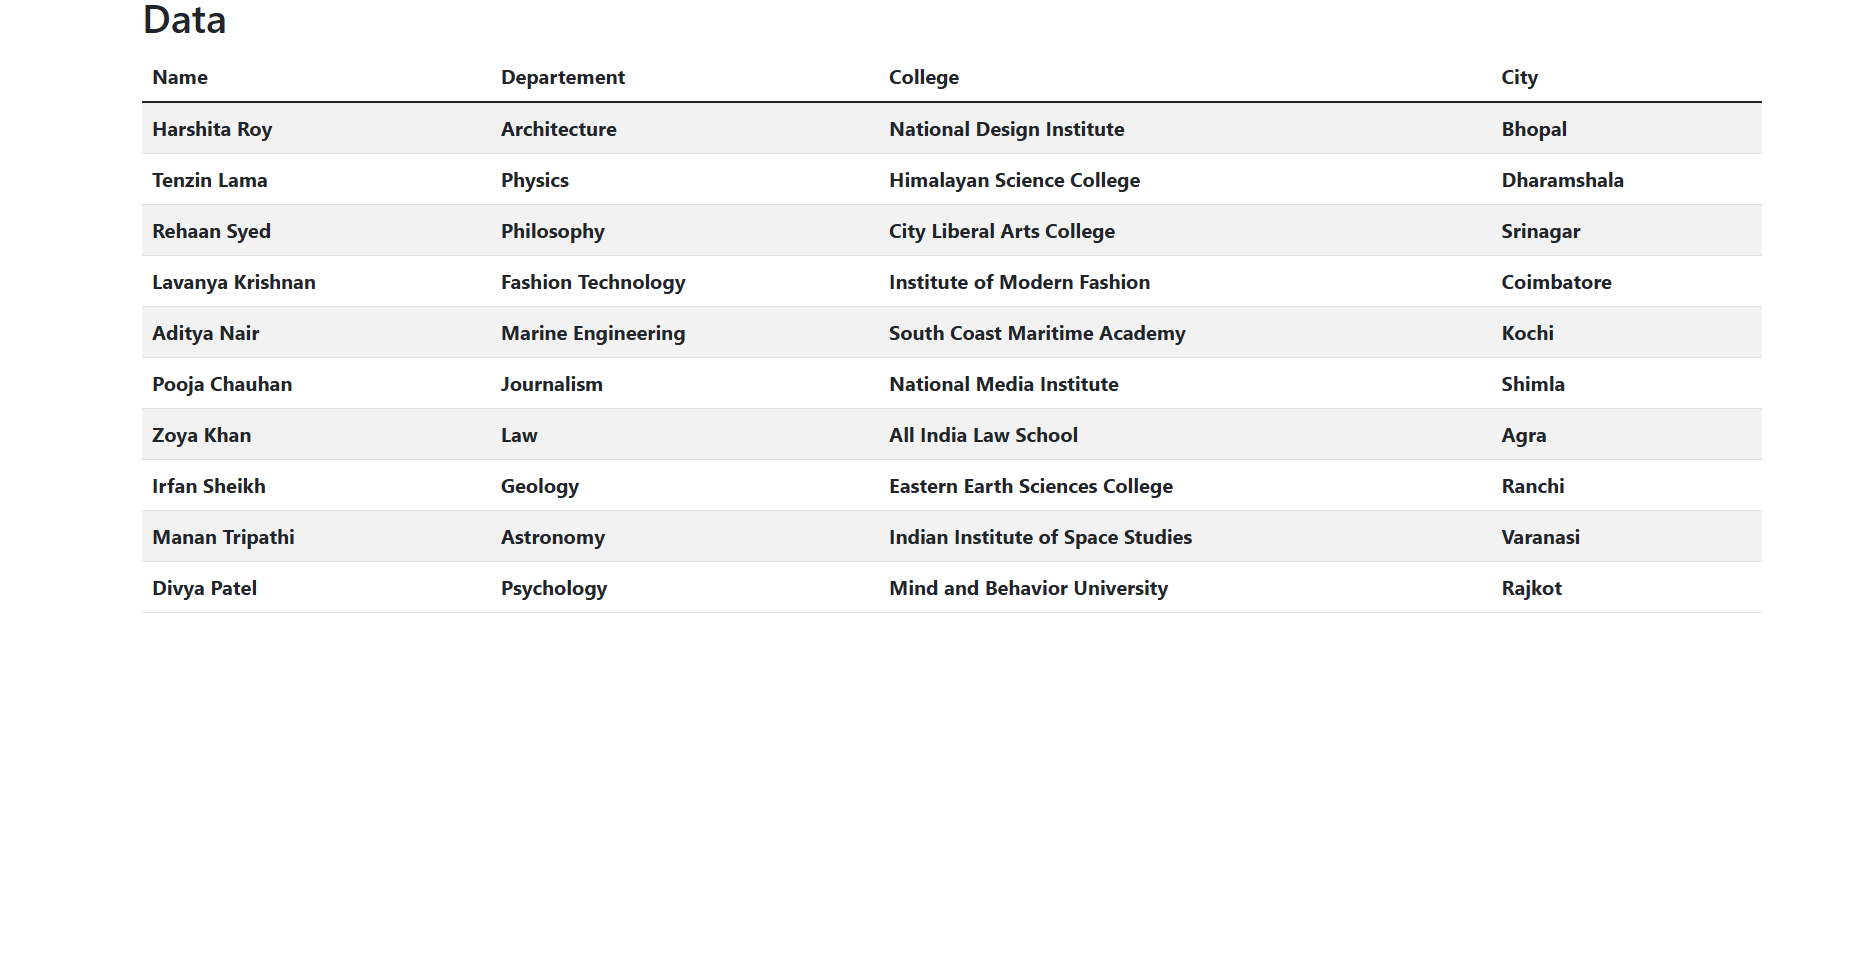 Data
Name Departement College City
Harshita Roy Architecture National Design Institute Bhopal
Tenzin Lama Physics Himalayan Science College Dharamshala
Rehaan Syed Philosophy City Liberal Arts College Srinagar
Lavanya Krishnan Fashion Technology Institute of Modern Fashion Coimbatore
Aditya Nair Marine Engineering South Coast Maritime Academy Kochi
Pooja Chauhan Journalism National Media Institute Shimla
Zoya Khan Law All India Law School Agra
Irfan Sheikh Geology Eastern Earth Sciences College Ranchi
Manan Tripathi Astronomy Indian Institute of Space Studies Varanasi
Divya Patel Psychology Mind and Behavior University Rajkot